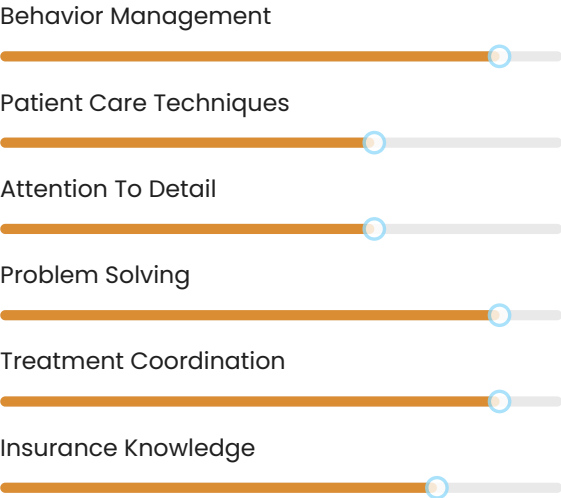 Behavior Management
Patient Care Techniques
Attention To Detail
Problem Solving
Treatment Coordination
Insurance Knowledge